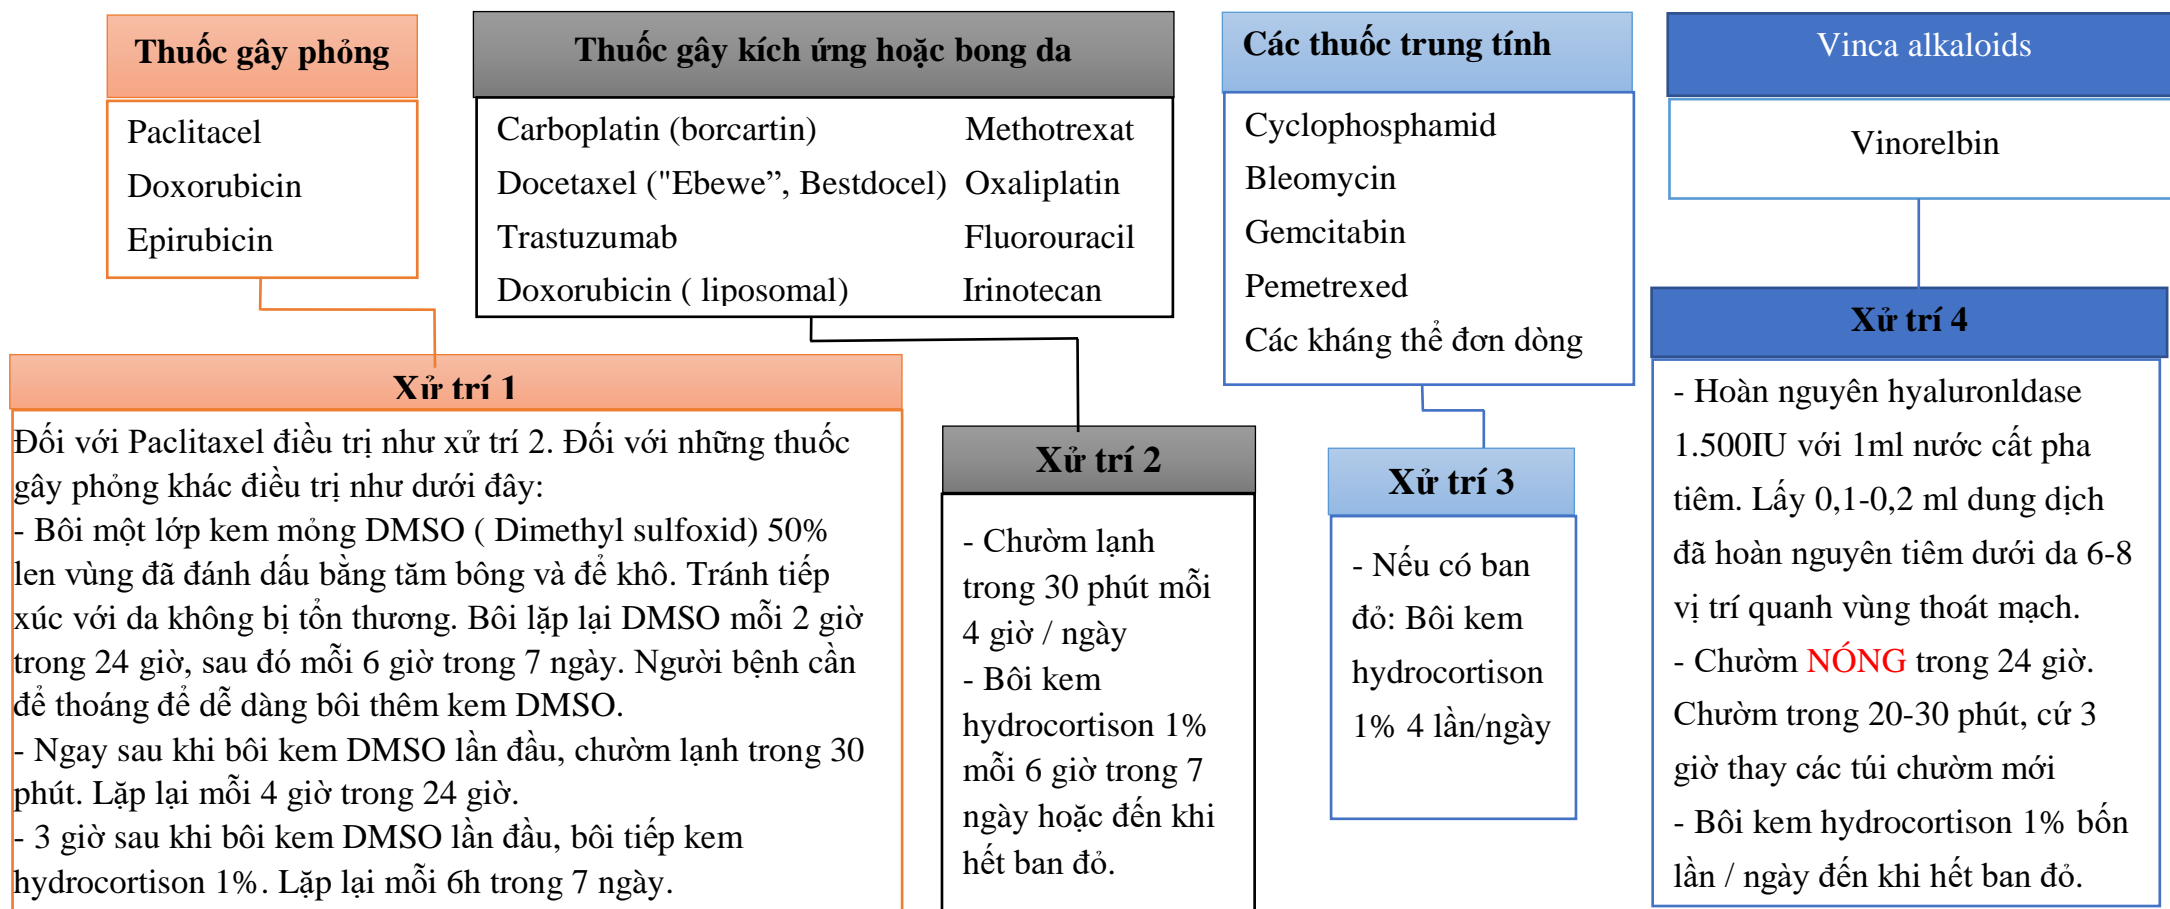 Thuốc gây phỏng
Paclitacel
Doxorubicin
Epirubicin
Xử trí 1
Đối với Paclitaxel điều trị như xử trí 2. Đối với những thuốc
gây phỏng khác điều trị như dưới đây:
- Bôi một lớp kem mỏng DMSO ( Dimethyl sulfoxid) 50%
len vùng đã đánh dấu bằng tăm bông và để khô. Tránh tiếp
xúc với da không bị tổn thương. Bôi lặp lại DMSO mỗi 2 giờ
trong 24 giờ, sau đó mỗi 6 giờ trong 7 ngày. Người bệnh cần
để thoáng để dễ dàng bôi thêm kem DMSO.
- Ngay sau khi bôi kem DMSO lần đầu, chườm lạnh trong 30
phút. Lặp lại mỗi 4 giờ trong 24 giờ.
- 3 giờ sau khi bôi kem DMSO lần đầu, bôi tiếp kem
hydrocortison 1%. Lặp lại mỗi 6h trong 7 ngày.
Thuốc gây kích ứng hoặc bong da
Carboplatin (borcartin) Methotrexat
Docetaxel ("Ebewe”, Bestdocel) Oxaliplatin
Trastuzumab Fluorouracil
Doxorubicin ( liposomal) Irinotecan
Xử trí 2
- Chườm lạnh
trong 30 phút mỗi
4 giờ / ngày
- Bôi kem
hydrocortison 1%
mỗi 6 giờ trong 7
ngày hoặc đến khi
hết ban đỏ.
Các thuốc trung tính
Cyclophosphamid
Bleomycin
Gemcitabin
Pemetrexed
Các kháng thể đơn dòng
Xử trí 3
- Nếu có ban
đỏ: Bôi kem
hydrocortison
1% 4 lần/ngày
Vinca alkaloids
Vinorelbin
Xử trí 4
- Hoàn nguyên hyaluronldase
1.500IU với 1ml nước cất pha
tiêm. Lấy 0,1-0,2 ml dung dịch
đã hoàn nguyên tiêm dưới da 6-8
vị trí quanh vùng thoát mạch.
- Chườm NÓNG trong 24 giờ.
Chườm trong 20-30 phút, cứ 3
giờ thay các túi chườm mới
- Bôi kem hydrocortison 1% bốn
lần / ngày đến khi hết ban đỏ.